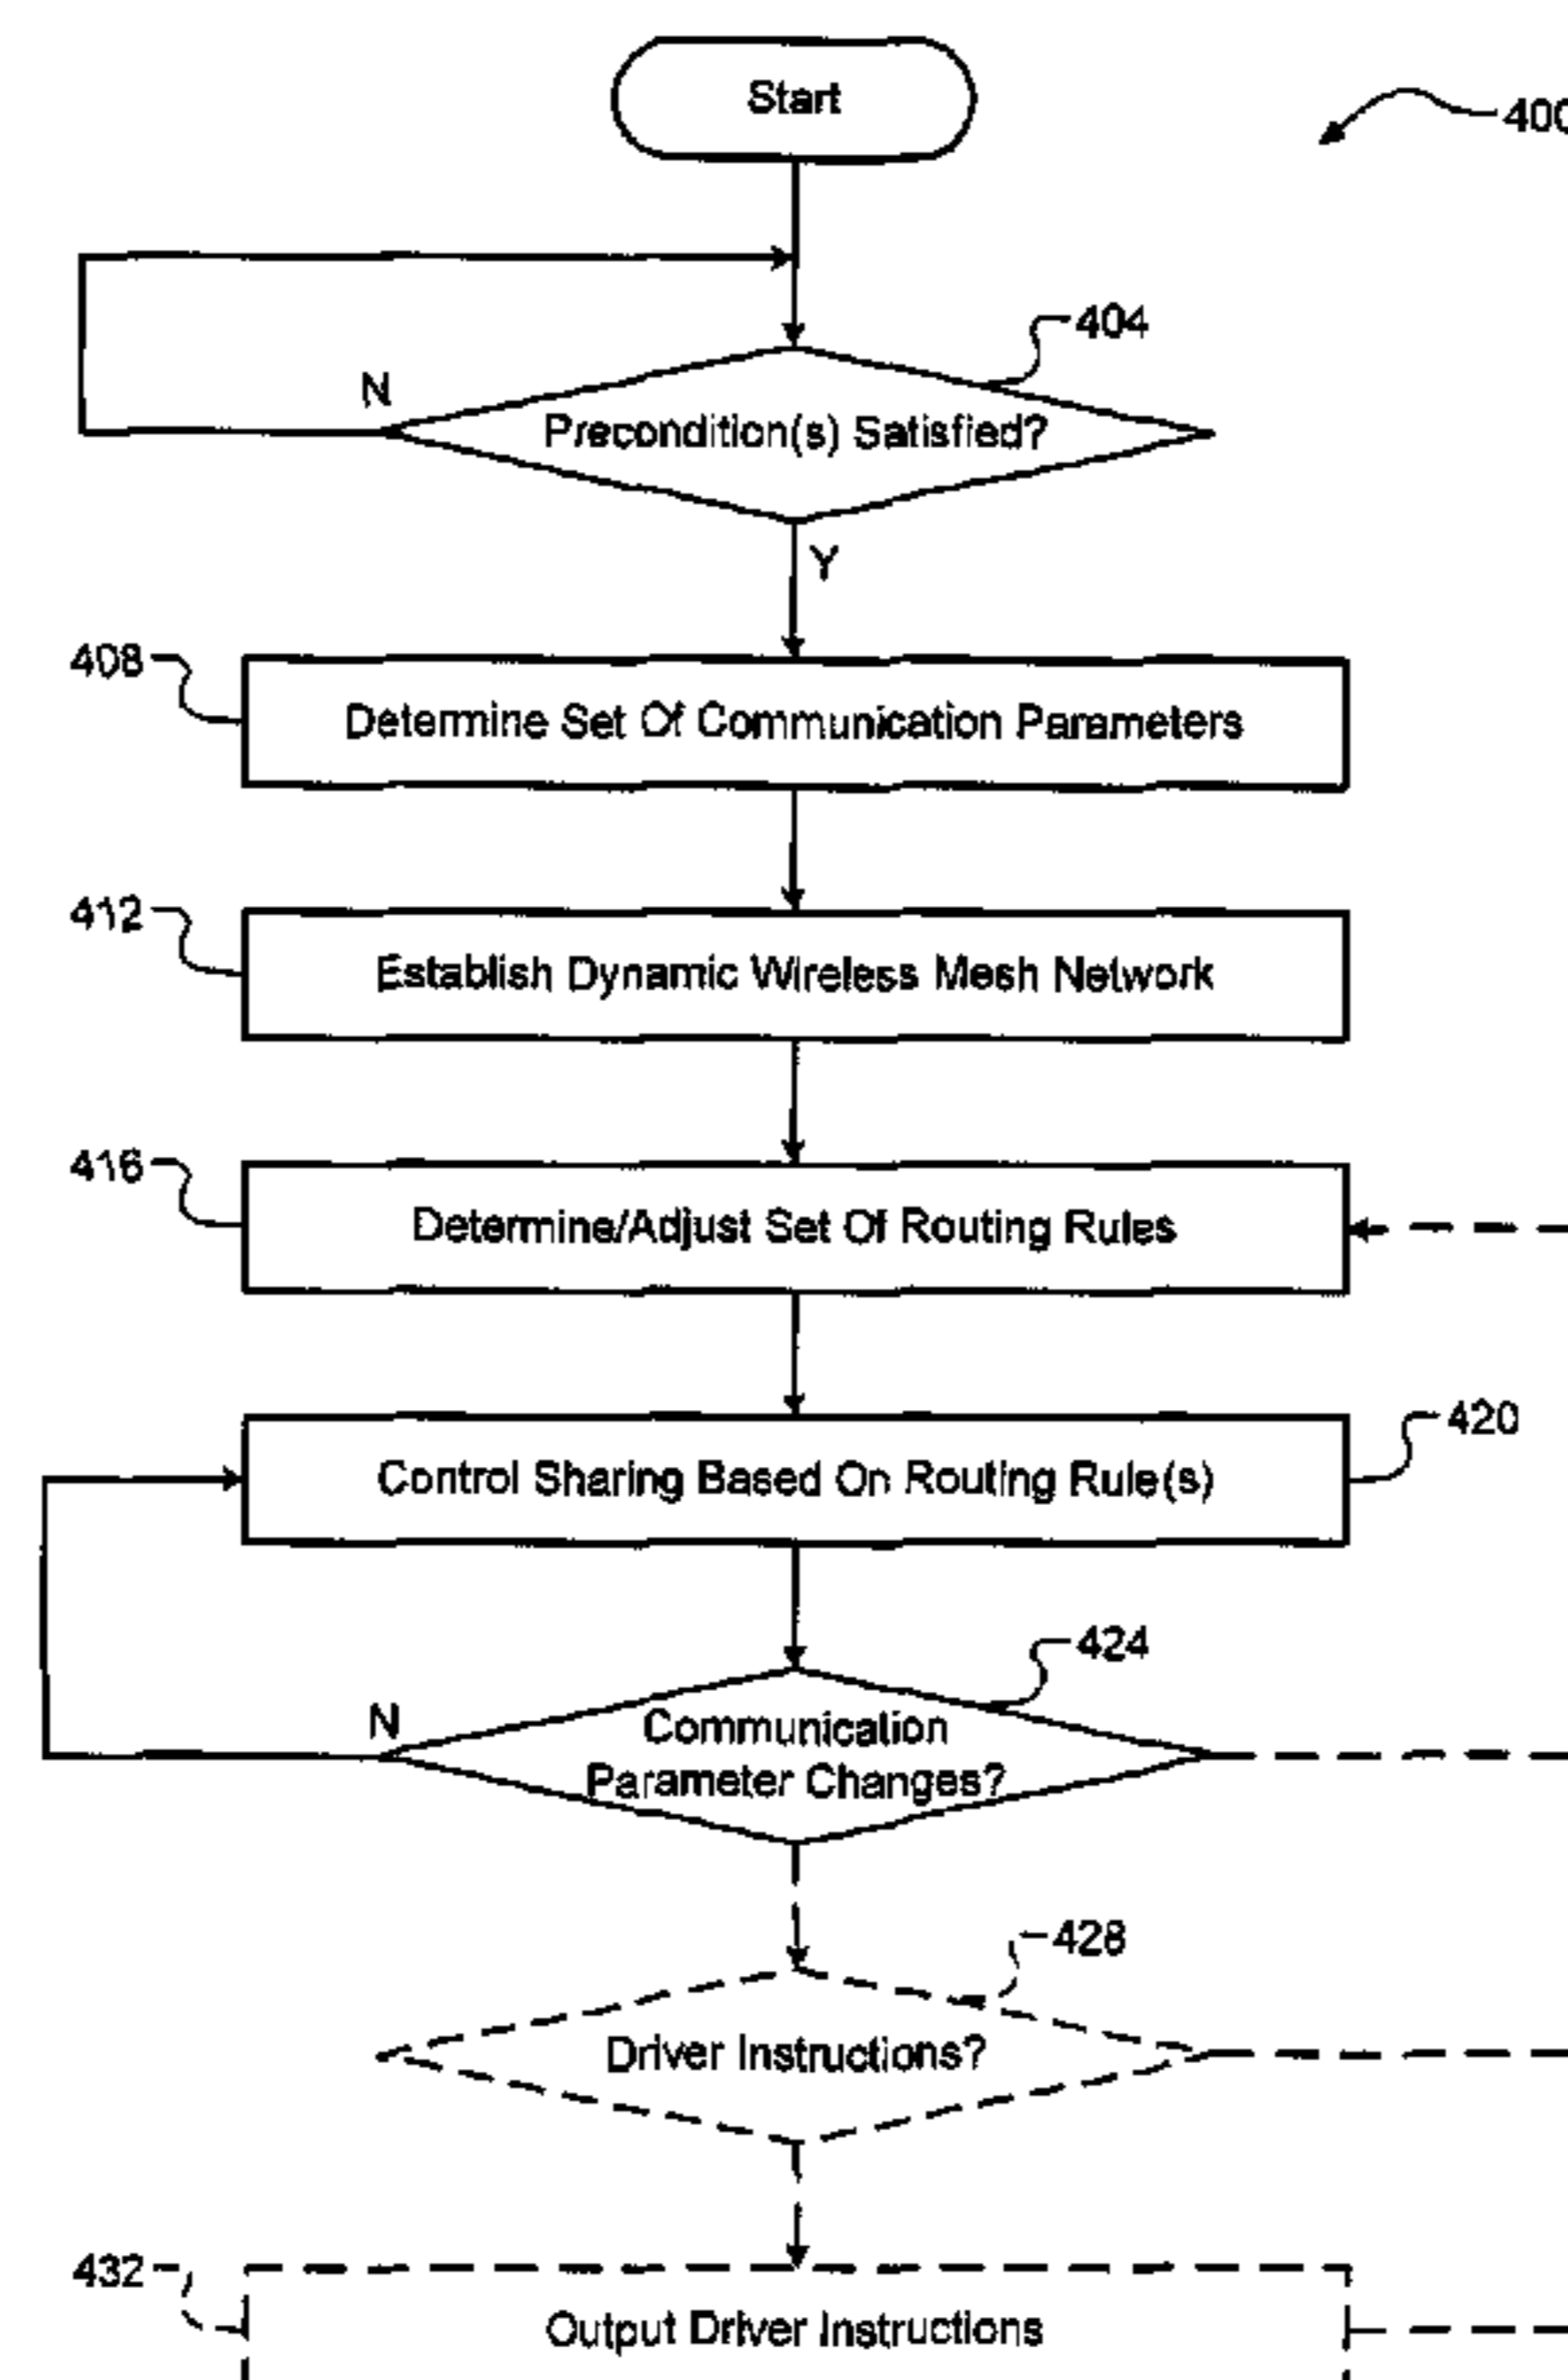 Start
400
404
N
Precondition(s) Satisfied?
Y
408
Determine Set Of Communication Parameters
412
Establish Dynamic Wireless Mesh Network
416
Determine/Adjust Set Of Routing Rules
420
Control Sharing Based On Routing Rule(s)
424
N
Communication
Parameter Changes?
428
Driver Instructions?
432
Output Driver Instructions